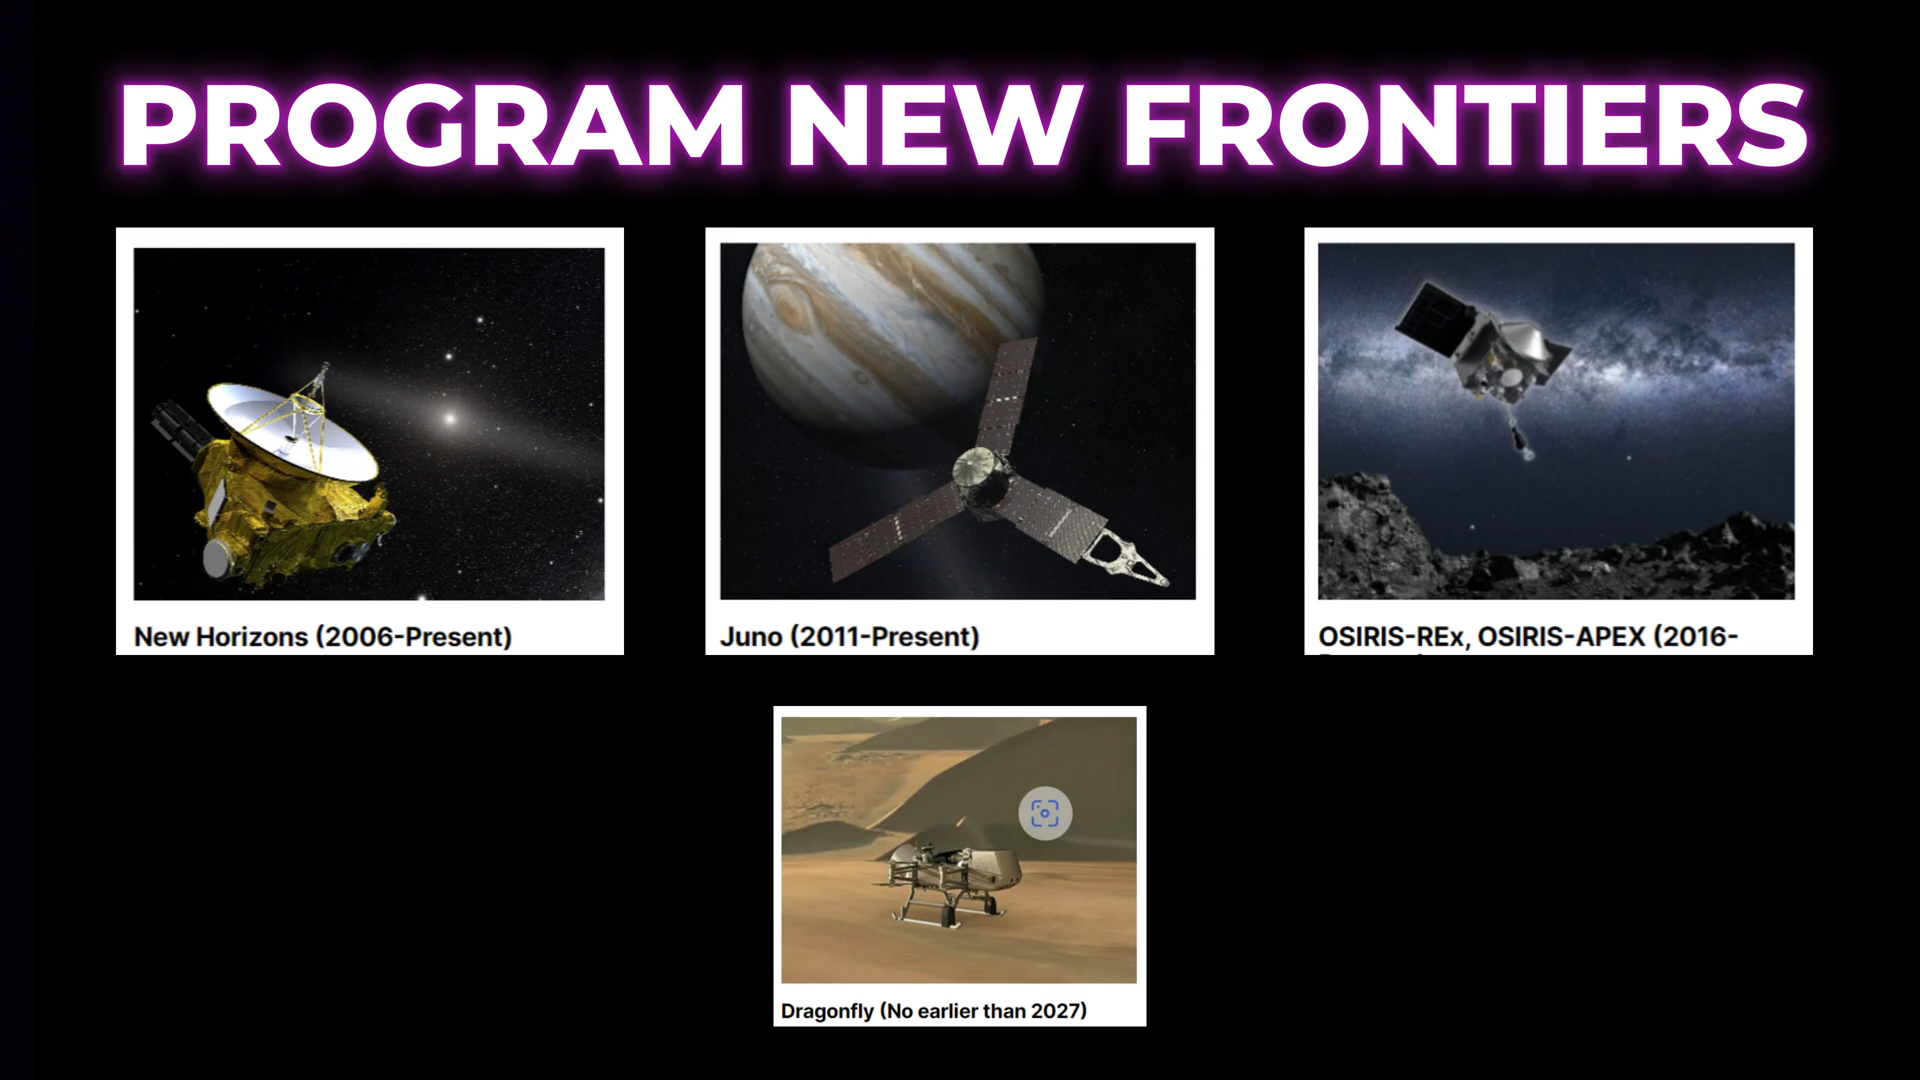 PROGRAM NEW FRONTIERS
New Horizons (2006-Present)
Juno (2011-Present)
OSIRIS-REx, OSIRIS-APEX (2016-
Dragonfly (No earlier than 2027)